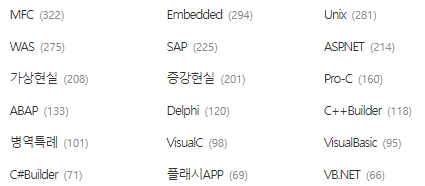 MFC (322) Embedded (294) Unix (281)
WAS (275) SAP (225) ASP.NET (214)
가상현실 (208) 증강현실 (201) Pro-C (160)
ABAP (133) Delphi (120) C++Builder (118)
병역특례 (101) VisualC (98) VisualBasic (95)
C#Builder (71) 플래시APP (69) VB.NET (66)